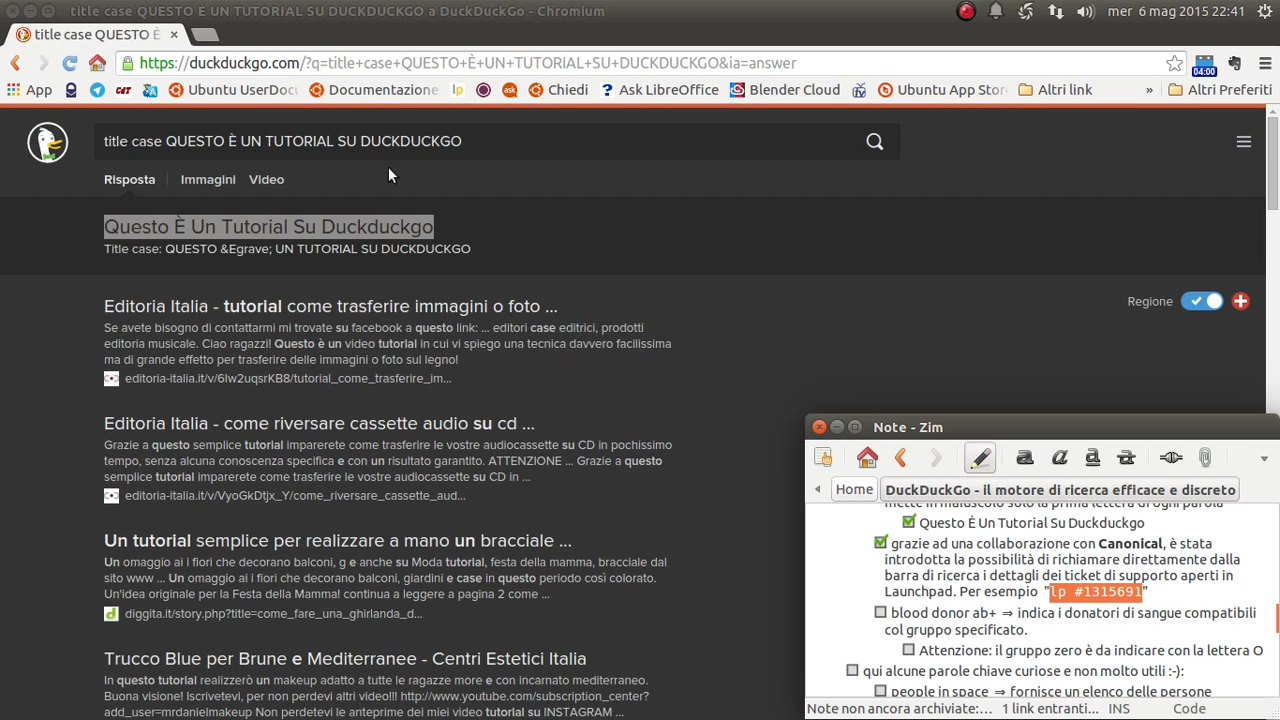 title case QUESTO È UN TUTORIAL SU DUCKDUCKGO a DuckDuckGo - Chromium
mer 6 mag 2015 22:41
title case QUESTO È
https://duckduckgo.com/?q=title+case+QUESTO+È+UN+TUTORIAL+SU+DUCKDUCKGO&ia=answer
04:00
App
CGT
Ubuntu UserDocu
Documentazione
lp
ask
Chiedi
Ask LibreOffice
Blender Cloud
Ubuntu App Store
Altri link
»
Altri Preferiti
title case QUESTO È UN TUTORIAL SU DUCKDUCKGO
Risposta
Immagini
Video
Questo È Un Tutorial Su Duckduckgo
Title case: QUESTO &Egrave; UN TUTORIAL SU DUCKDUCKGO
Regione
Editoria Italia - tutorial come trasferire immagini o foto ...
Se avete bisogno di contattarmi mi trovate su facebook a questo link: ... editori case editrici, prodotti
editoria musicale. Ciao ragazzi! Questo è un video tutorial in cui vi spiego una tecnica davvero facilissima
ma di grande effetto per trasferire delle immagini o foto sul legno!
editoria-italia.it/v/6Iw2uqsrKB8/tutorial_come_trasferire_im...
Editoria Italia - come riversare cassette audio su cd ...
Grazie a questo semplice tutorial imparerete come trasferire le vostre audiocassette su CD in pochissimo
tempo, senza alcuna conoscenza specifica e con un risultato garantito. ATTENZIONE ... Grazie a questo
semplice tutorial imparerete come trasferire le vostre audiocassette su CD in ...
editoria-italia.it/v/VyoGkDtjx_Y/come_riversare_cassette_aud...
Un tutorial semplice per realizzare a mano un bracciale ...
Un omaggio ai i fiori che decorano balconi, g e anche su Moda tutorial, festa della mamma, bracciale dal
sito www ... Un omaggio ai i fiori che decorano balconi, giardini e case in questo periodo così colorato.
Un'idea originale per la Festa della Mamma! continua a leggere a pagina 2 come ...
diggita.it/story.php?title=come_fare_una_ghirlanda_d...
Trucco Blue per Brune e Mediterranee - Centri Estetici Italia
In questo tutorial realizzerò un makeup adatto a tutte le ragazze more e con incarnato mediterraneo.
Buona visione! Iscrivetevi, per non perdervi altri video!!! http://www.youtube.com/subscription_center?
add_user=mrdanielmakeup Non perdetevi le anteprime dei miei video tutorial su INSTAGRAM ...
Note - Zim
Home
DuckDuckGo - il motore di ricerca efficace e discreto
mette in maiuscolo solo la prima lettera di ogni parola
Questo È Un Tutorial Su Duckduckgo
grazie ad una collaborazione con Canonical, è stata
introdotta la possibilità di richiamare direttamente dalla
barra di ricerca i dettagli dei ticket di supporto aperti in
Launchpad. Per esempio "lp #1315691"
blood donor ab+ ⇒ indica i donatori di sangue compatibili
col gruppo specificato.
Attenzione: il gruppo zero è da indicare con la lettera O
qui alcune parole chiave curiose e non molto utili :-):
people in space ⇒ fornisce un elenco delle persone
Note non ancora archiviate:...
1 link entranti...
INS
Code